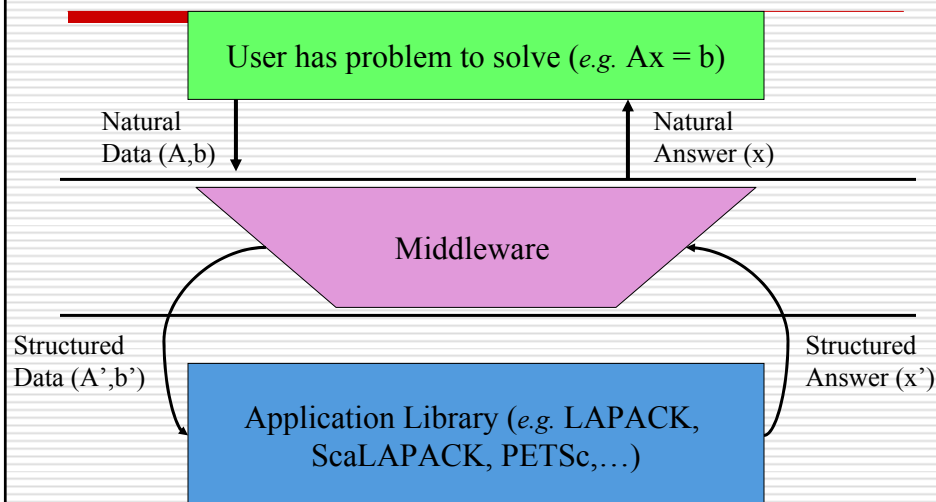 User has problem to solve (e.g. Ax = b)
Natural
Data (A,b)
Natural
Answer (x)
Middleware
Structured
Data (A’,b’)
Structured
Answer (x’)
Application Library (e.g. LAPACK,
ScaLAPACK, PETSc,…)